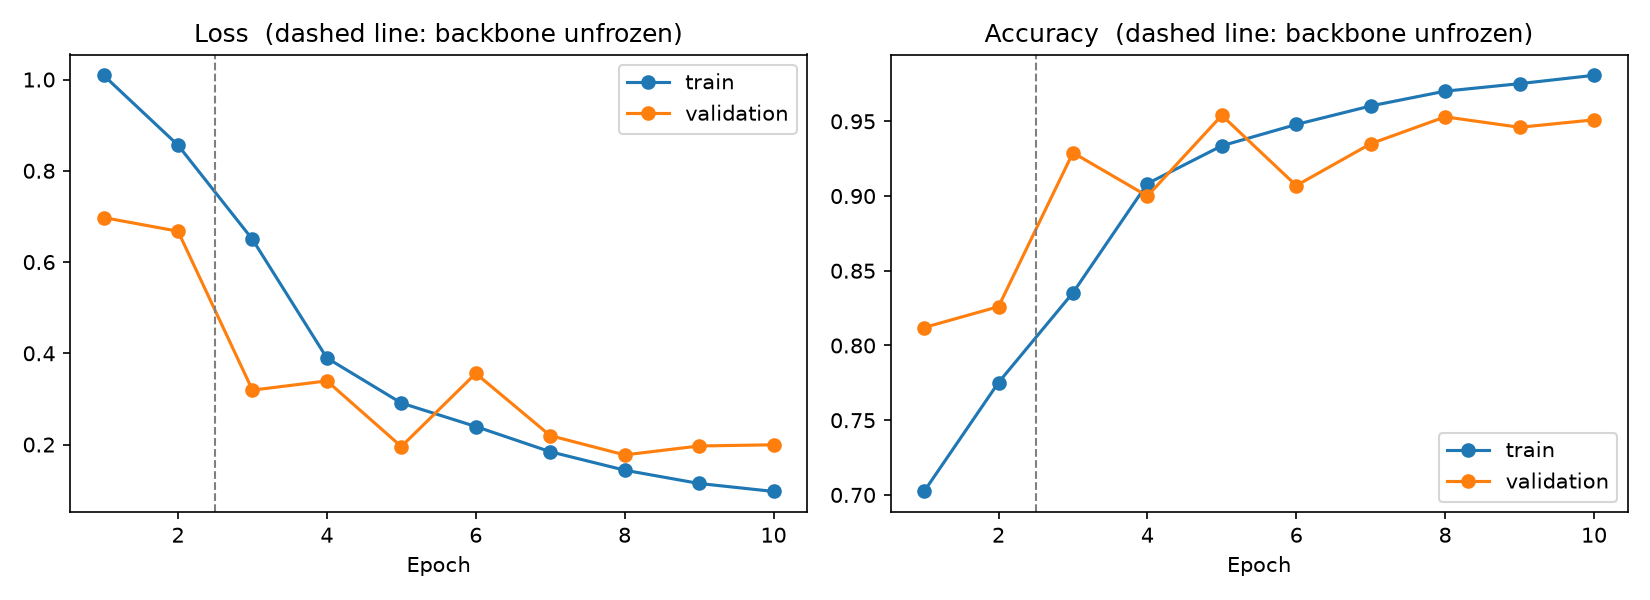 Loss  (dashed line: backbone unfrozen)
1.0
0.8
0.6
0.4
0.2
train
validation
2
4
6
8
10
Epoch
Accuracy  (dashed line: backbone unfrozen)
0.95
0.90
0.85
0.80
0.75
0.70
train
validation
2
4
6
8
10
Epoch